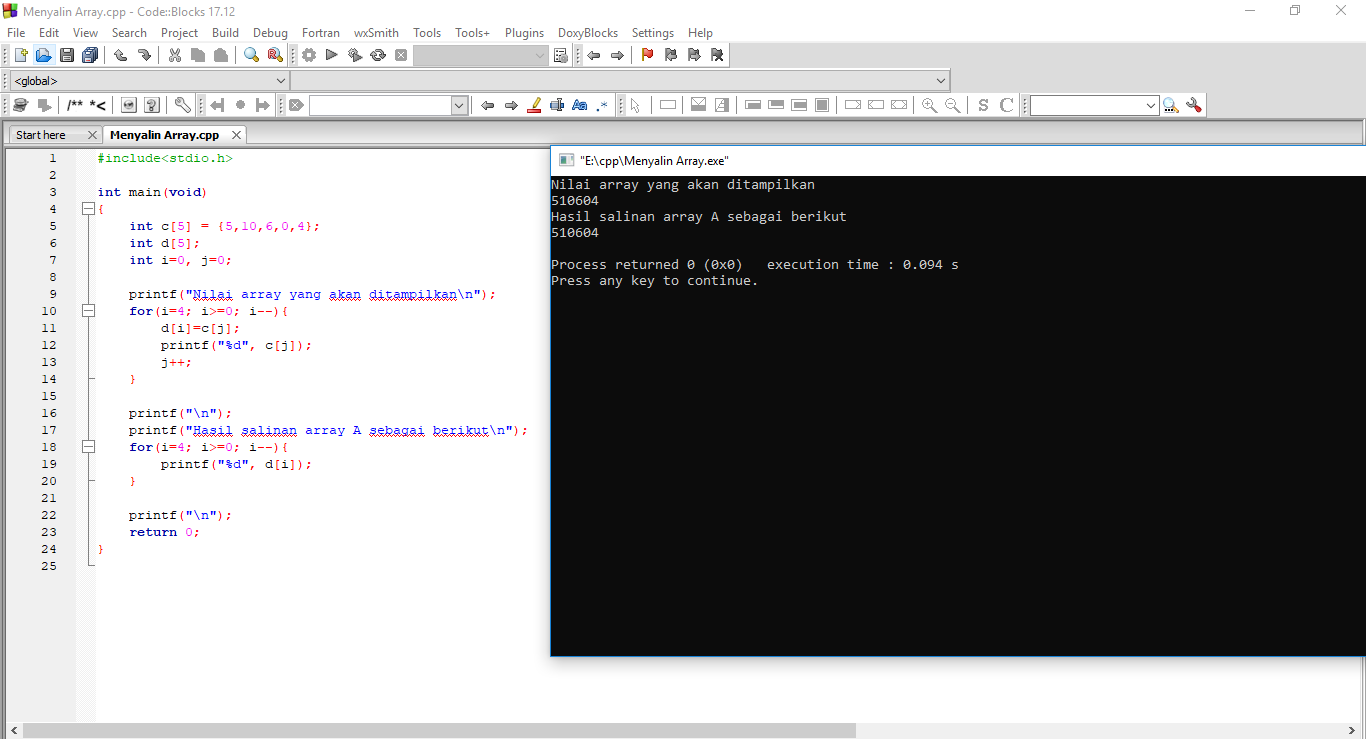 Menyalin Array.cpp - Code::Blocks 17.12
File Edit View Search Project Build Debug Fortran wxSmith Tools Tools+ Plugins DoxyBlocks Settings Help
<global>
/** *<
Aa .*
S C
Start here Menyalin Array.cpp
1 #include<stdio.h>
2
3 int main(void)
4 {
5 int c[5] = {5,10,6,0,4};
6 int d[5];
7 int i=0, j=0;
8
9 printf("Nilai array yang akan ditampilkan\n");
10 for(i=4; i>=0; i--){
11 d[i]=c[j];
12 printf("%d", c[j]);
13 j++;
14 }
15
16 printf("\n");
17 printf("Hasil salinan array A sebagai berikut\n");
18 for(i=4; i>=0; i--){
19 printf("%d", d[i]);
20 }
21
22 printf("\n");
23 return 0;
24 }
25
"E:\cpp\Menyalin Array.exe"
Nilai array yang akan ditampilkan
510604
Hasil salinan array A sebagai berikut
510604
Process returned 0 (0x0) execution time : 0.094 s
Press any key to continue.